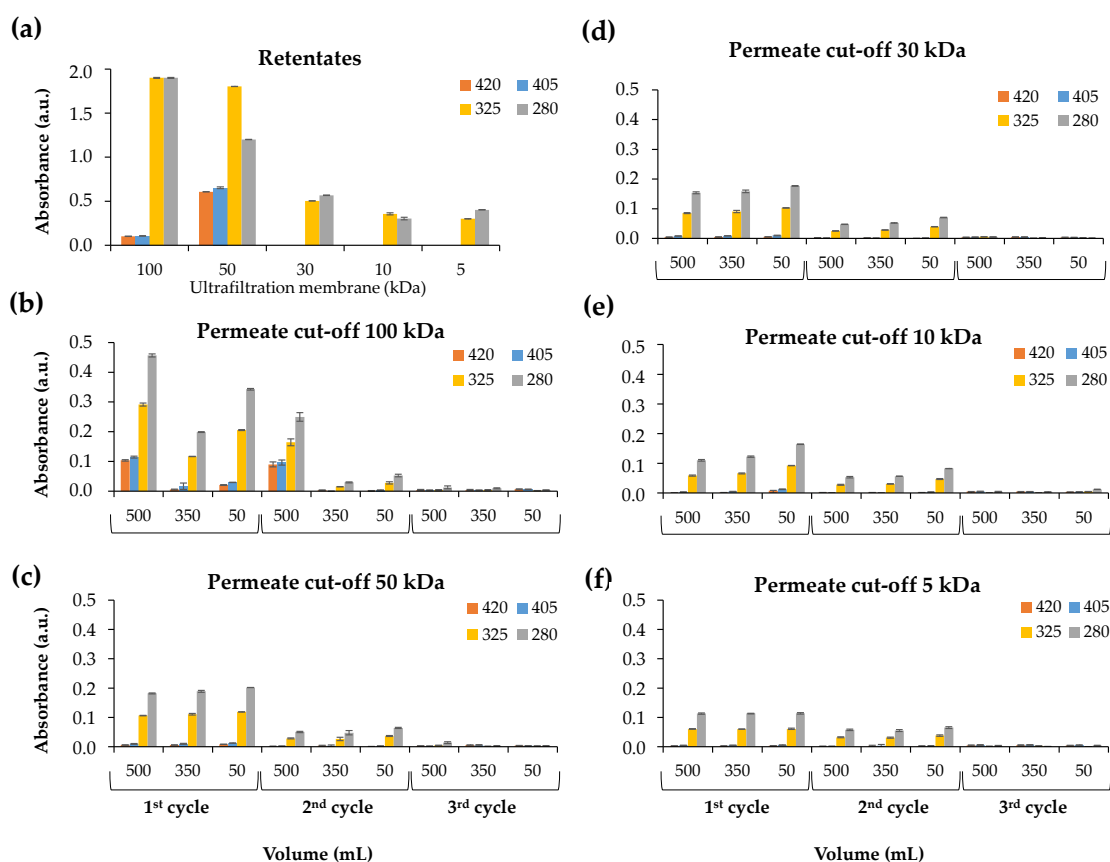 (a)
Retentates
420 405
325 280
Absorbance (a.u.)
2.0
1.5
1.0
0.5
0.0
100 50 30 10 5
Ultrafiltration membrane (kDa)
(b)
Permeate cut-off 100 kDa
420 405
325 280
Absorbance (a.u.)
0.5
0.4
0.3
0.2
0.1
0.0
500 350 50 500 350 50 500 350 50
(c)
Permeate cut-off 50 kDa
420 405
325 280
Absorbance (a.u.)
0.5
0.4
0.3
0.2
0.1
0.0
500 350 50 500 350 50 500 350 50
1st cycle 2nd cycle 3rd cycle
Volume (mL)
(d)
Permeate cut-off 30 kDa
420 405
325 280
0.5
0.4
0.3
0.2
0.1
0.0
500 350 50 500 350 50 500 350 50
(e)
Permeate cut-off 10 kDa
420 405
325 280
0.5
0.4
0.3
0.2
0.1
0.0
500 350 50 500 350 50 500 350 50
(f)
Permeate cut-off 5 kDa
420 405
325 280
0.5
0.4
0.3
0.2
0.1
0.0
500 350 50 500 350 50 500 350 50
1st cycle 2nd cycle 3rd cycle
Volume (mL)